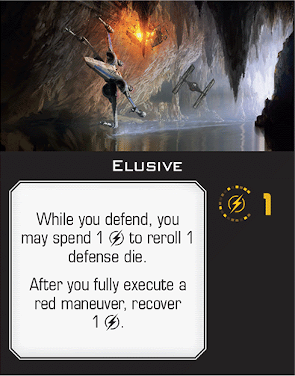 Elusive
1
While you defend, you
may spend 1 to reroll 1
defense die.
After you fully execute a
red maneuver, recover
1 .